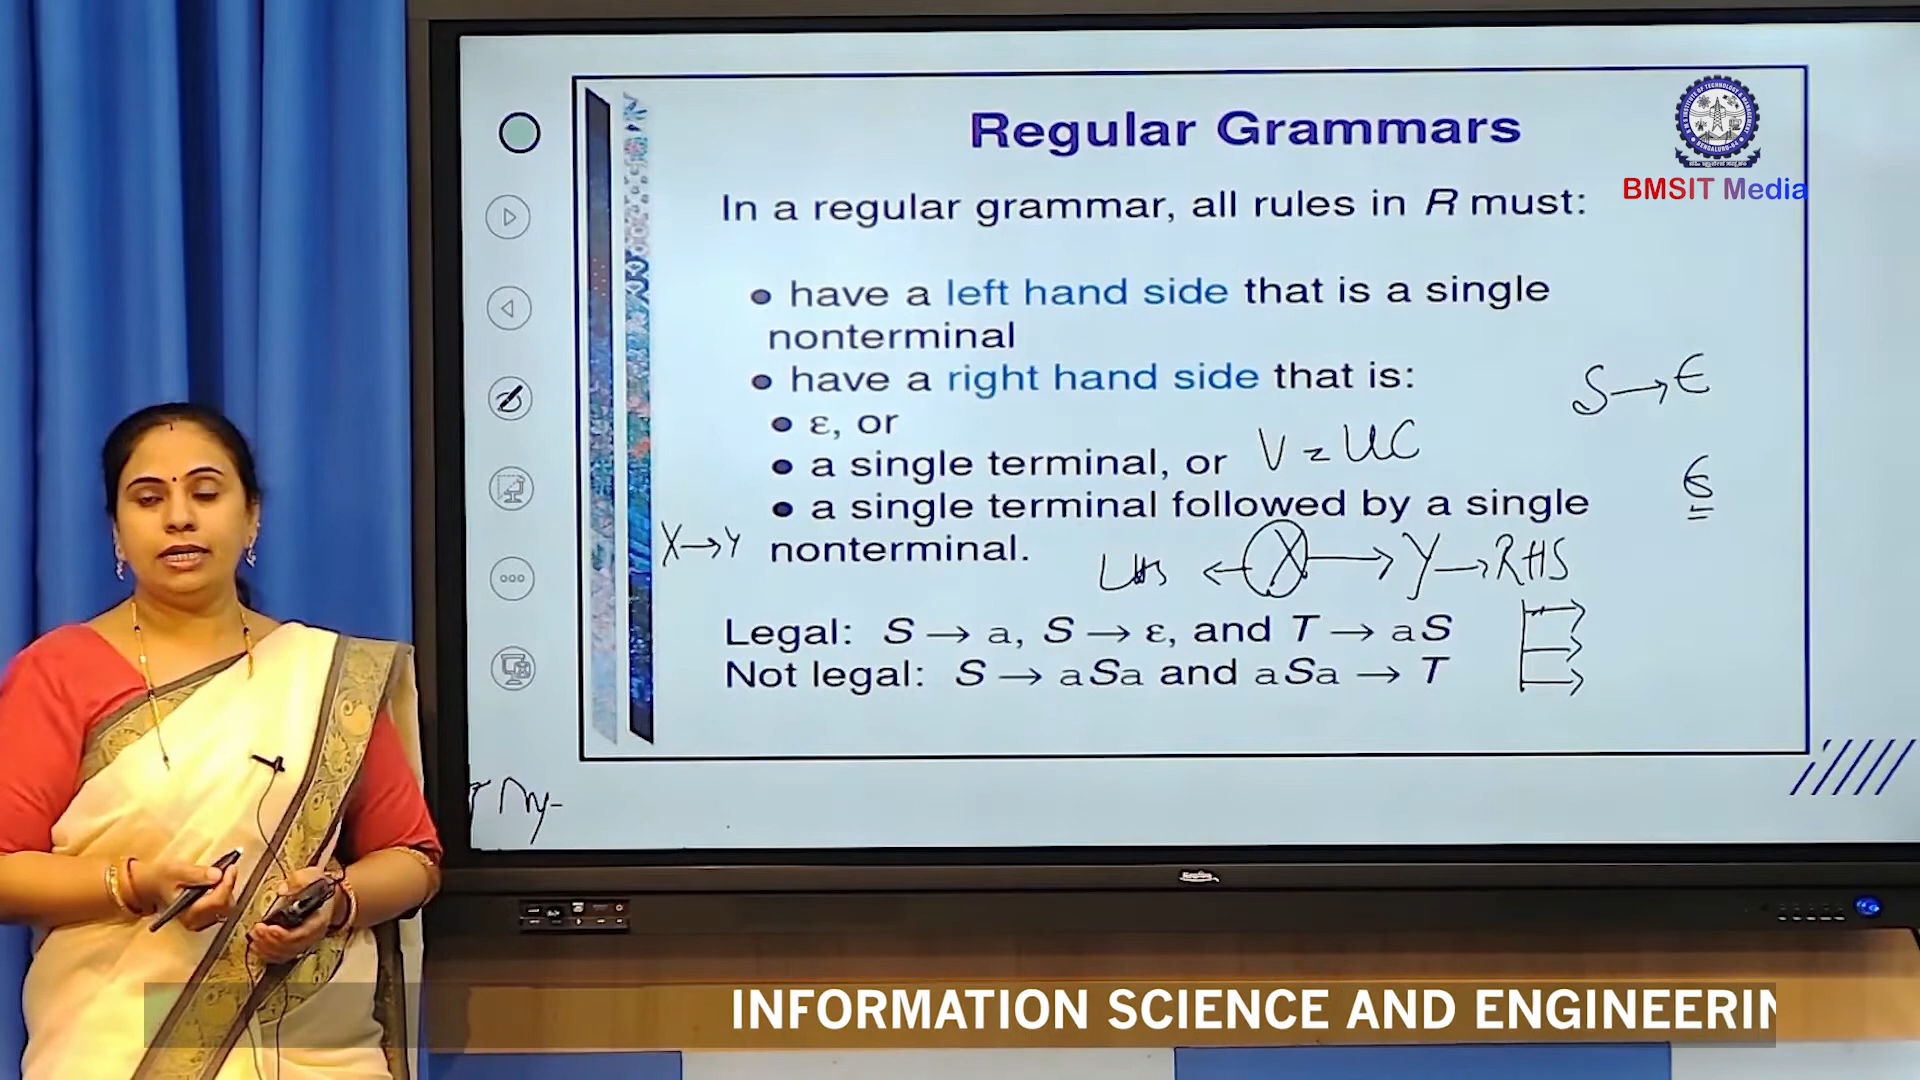 Regular Grammars
BMSIT Media
In a regular grammar, all rules in R must:
● have a left hand side that is a single
nonterminal
● have a right hand side that is:
S → ϵ
● ε, or
● a single terminal, or V = UC
● a single terminal followed by a single
X → Y nonterminal.
LHS ← X → Y → RHS
Legal: S → a, S → ε, and T → aS
Not legal: S → aSa and aSa → T
INFORMATION SCIENCE AND ENGINEERIN